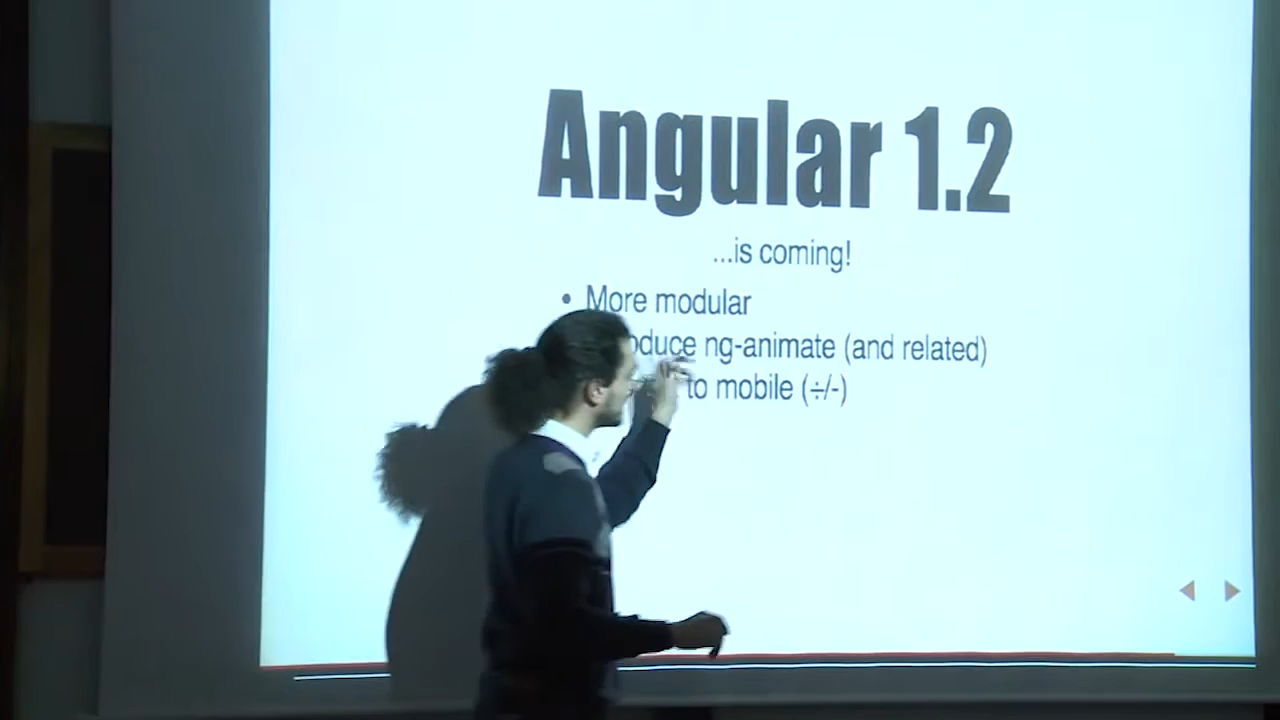 Angular 1.2
...is coming!
• More modular
oduce ng-animate (and related)
to mobile (÷/-)